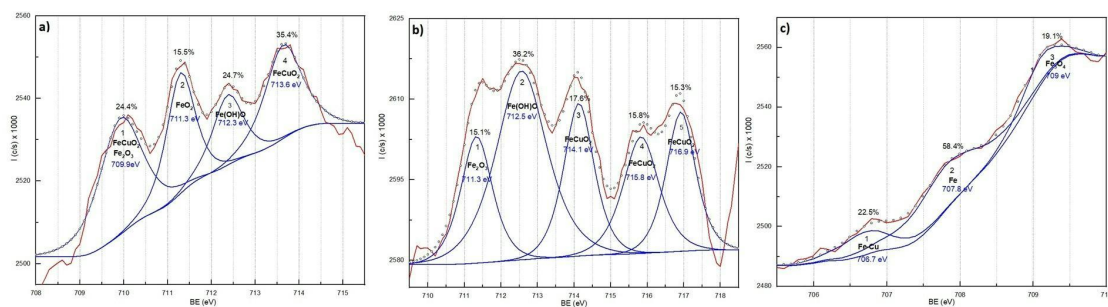 a)
2560
2540
2520
2500
I (c/s) x 1000
24.4%
1
FeCuO2
Fe2O3
709.9eV
15.5%
2
FeO2
711.3 eV
24.7%
3
Fe(OH)O
712.3 eV
35.4%
4
FeCuO2
713.6 eV
708 709 710 711 712 713 714 715
BE (eV)
b)
2625
2610
2595
2580
I (c/s) x 1000
15.1%
1
Fe2O3
711.3 eV
36.2%
2
Fe(OH)O
712.5 eV
17.6%
3
FeCuO2
714.1 eV
15.8%
4
FeCuO2
715.8 eV
15.3%
5
FeCuO2
716.9 eV
710 711 712 713 714 715 716 717 718
BE (eV)
c)
2560
2540
2520
2500
2480
I (c/s) x 1000
22.5%
1
Fe-Cu
706.7 eV
58.4%
2
Fe
707.8 eV
19.1%
3
Fe3O4
709 eV
706 707 708 709 71
BE (eV)